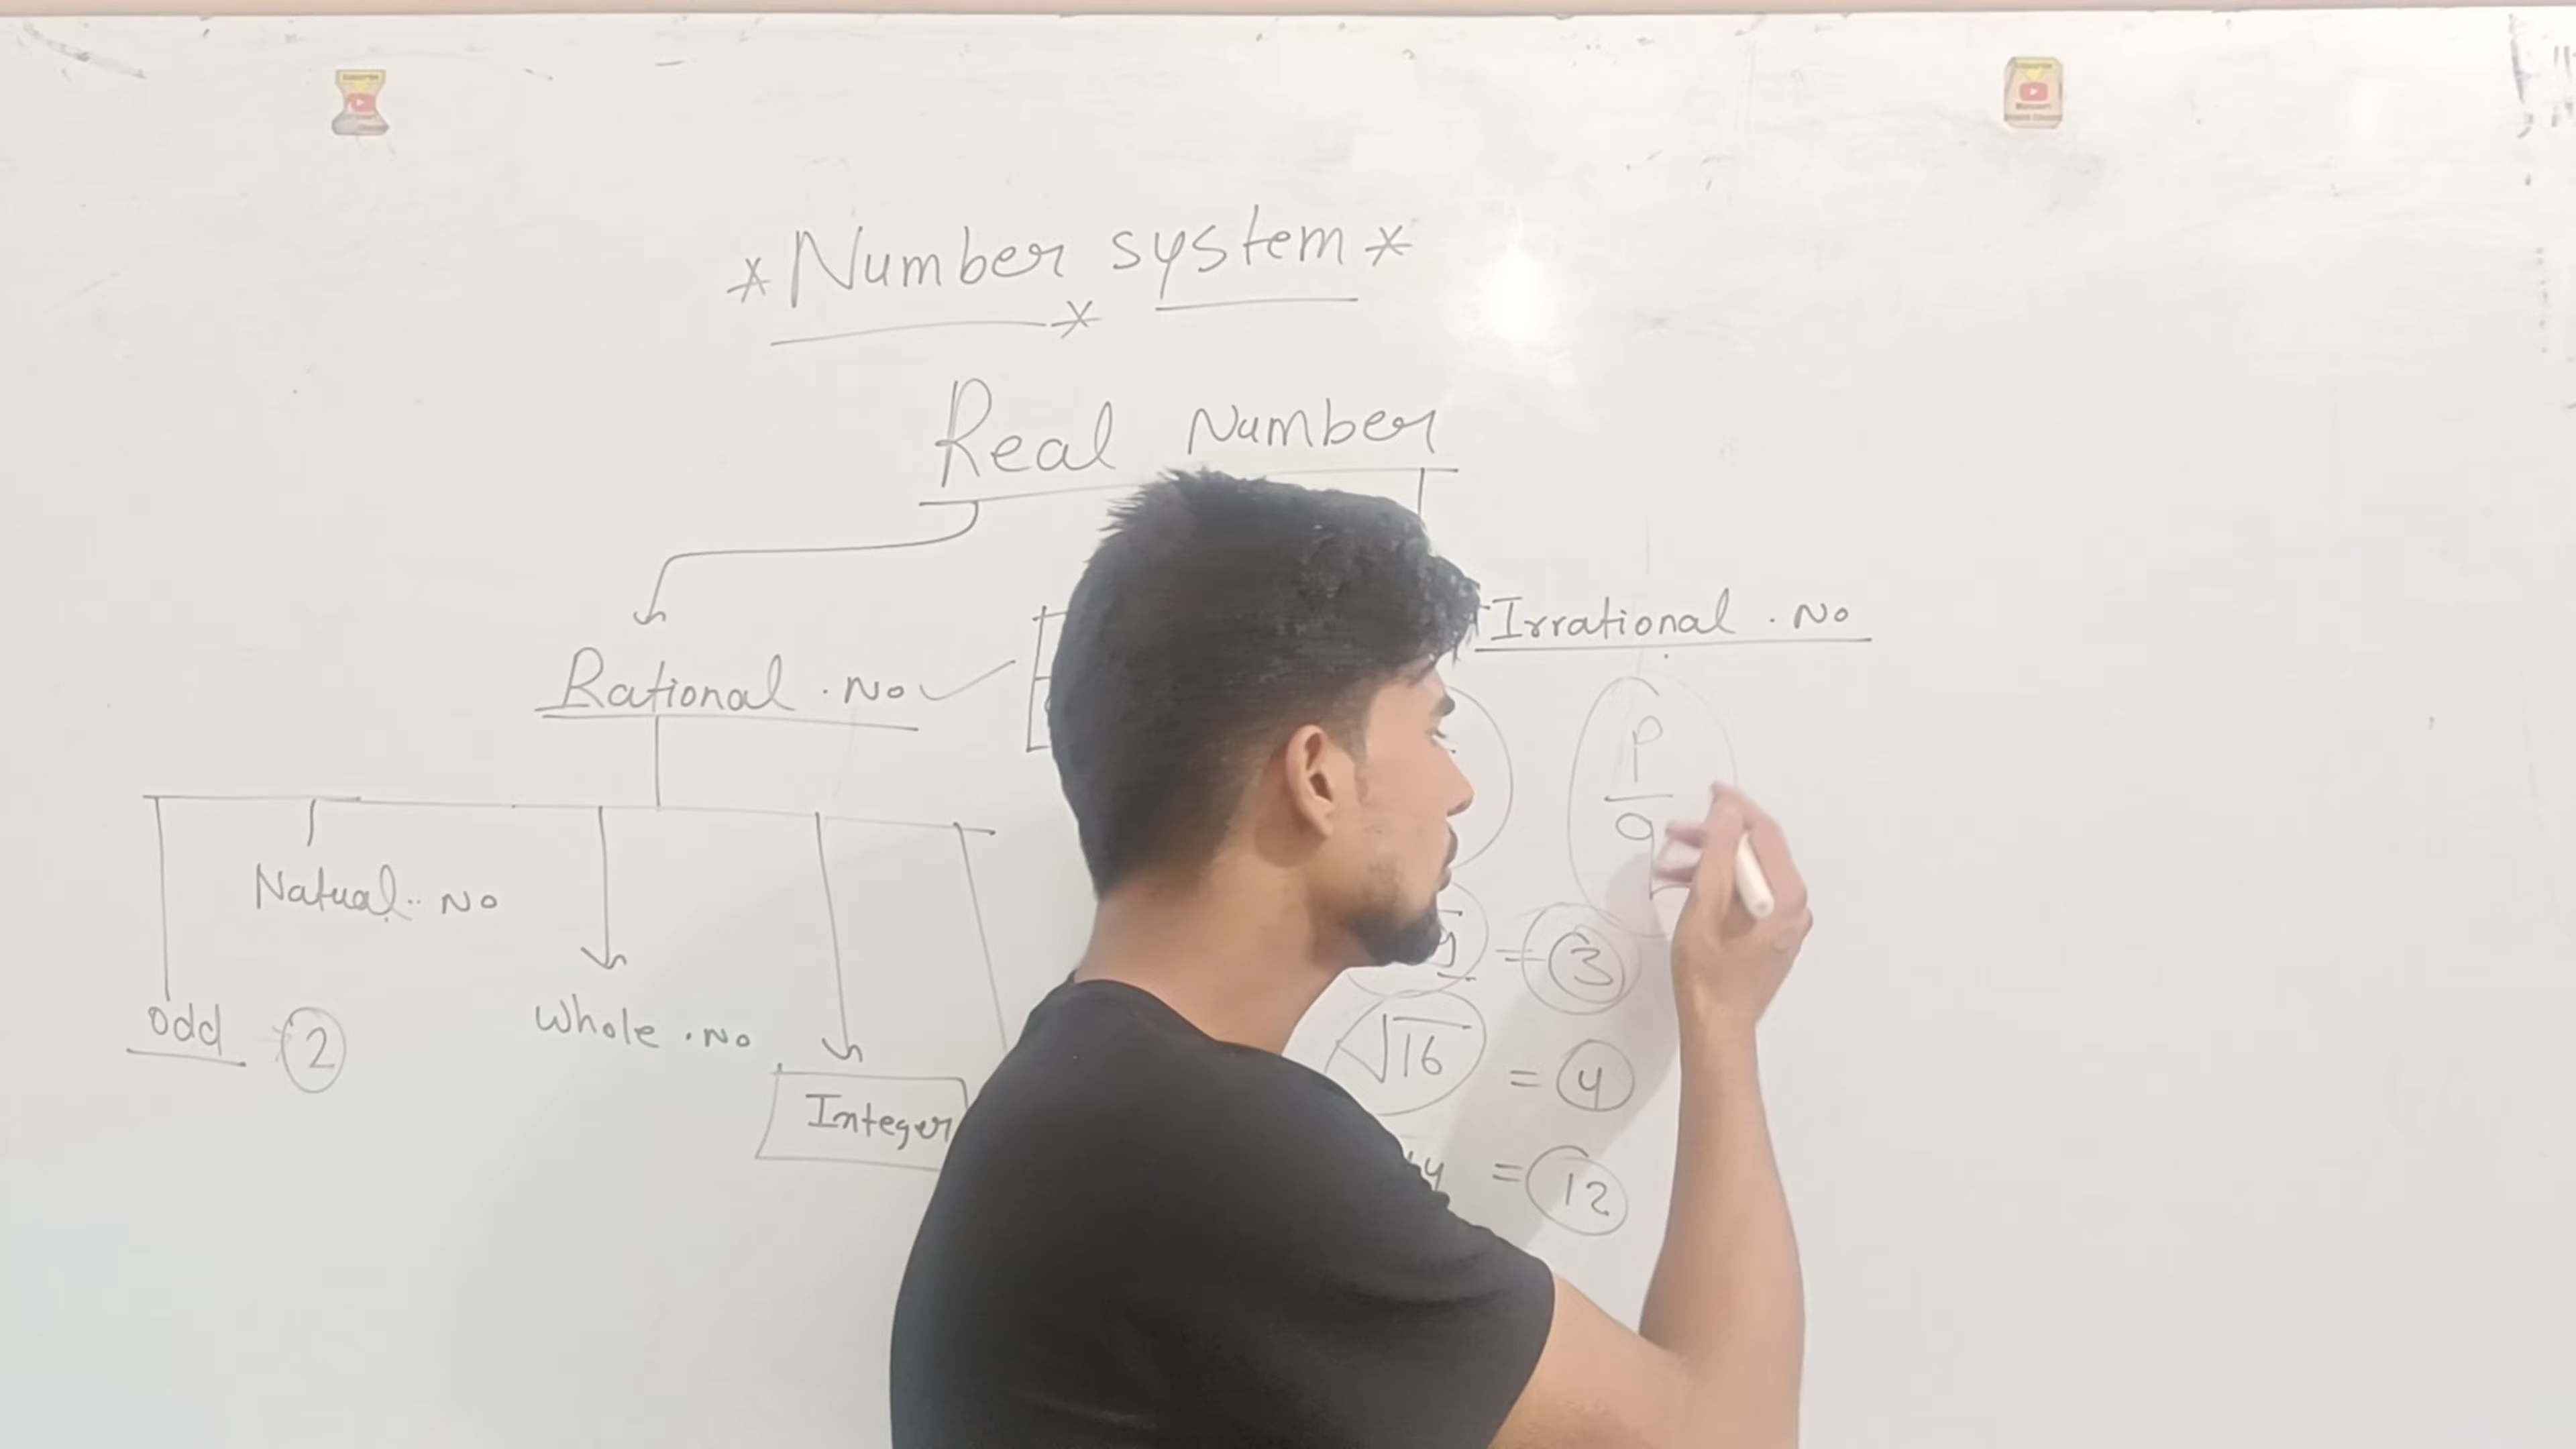 * Number system *
*
Real Number
Irrational . No
Rational . No
P
q
Natual.. No
= 3
odd 2
Whole . No
√16 = 4
Integer
= 12